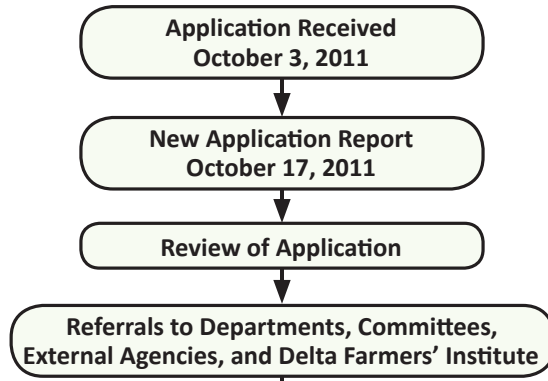 Application Received
October 3, 2011
New Application Report
October 17, 2011
Review of Application
Referrals to Departments, Committees,
External Agencies, and Delta Farmers’ Institute